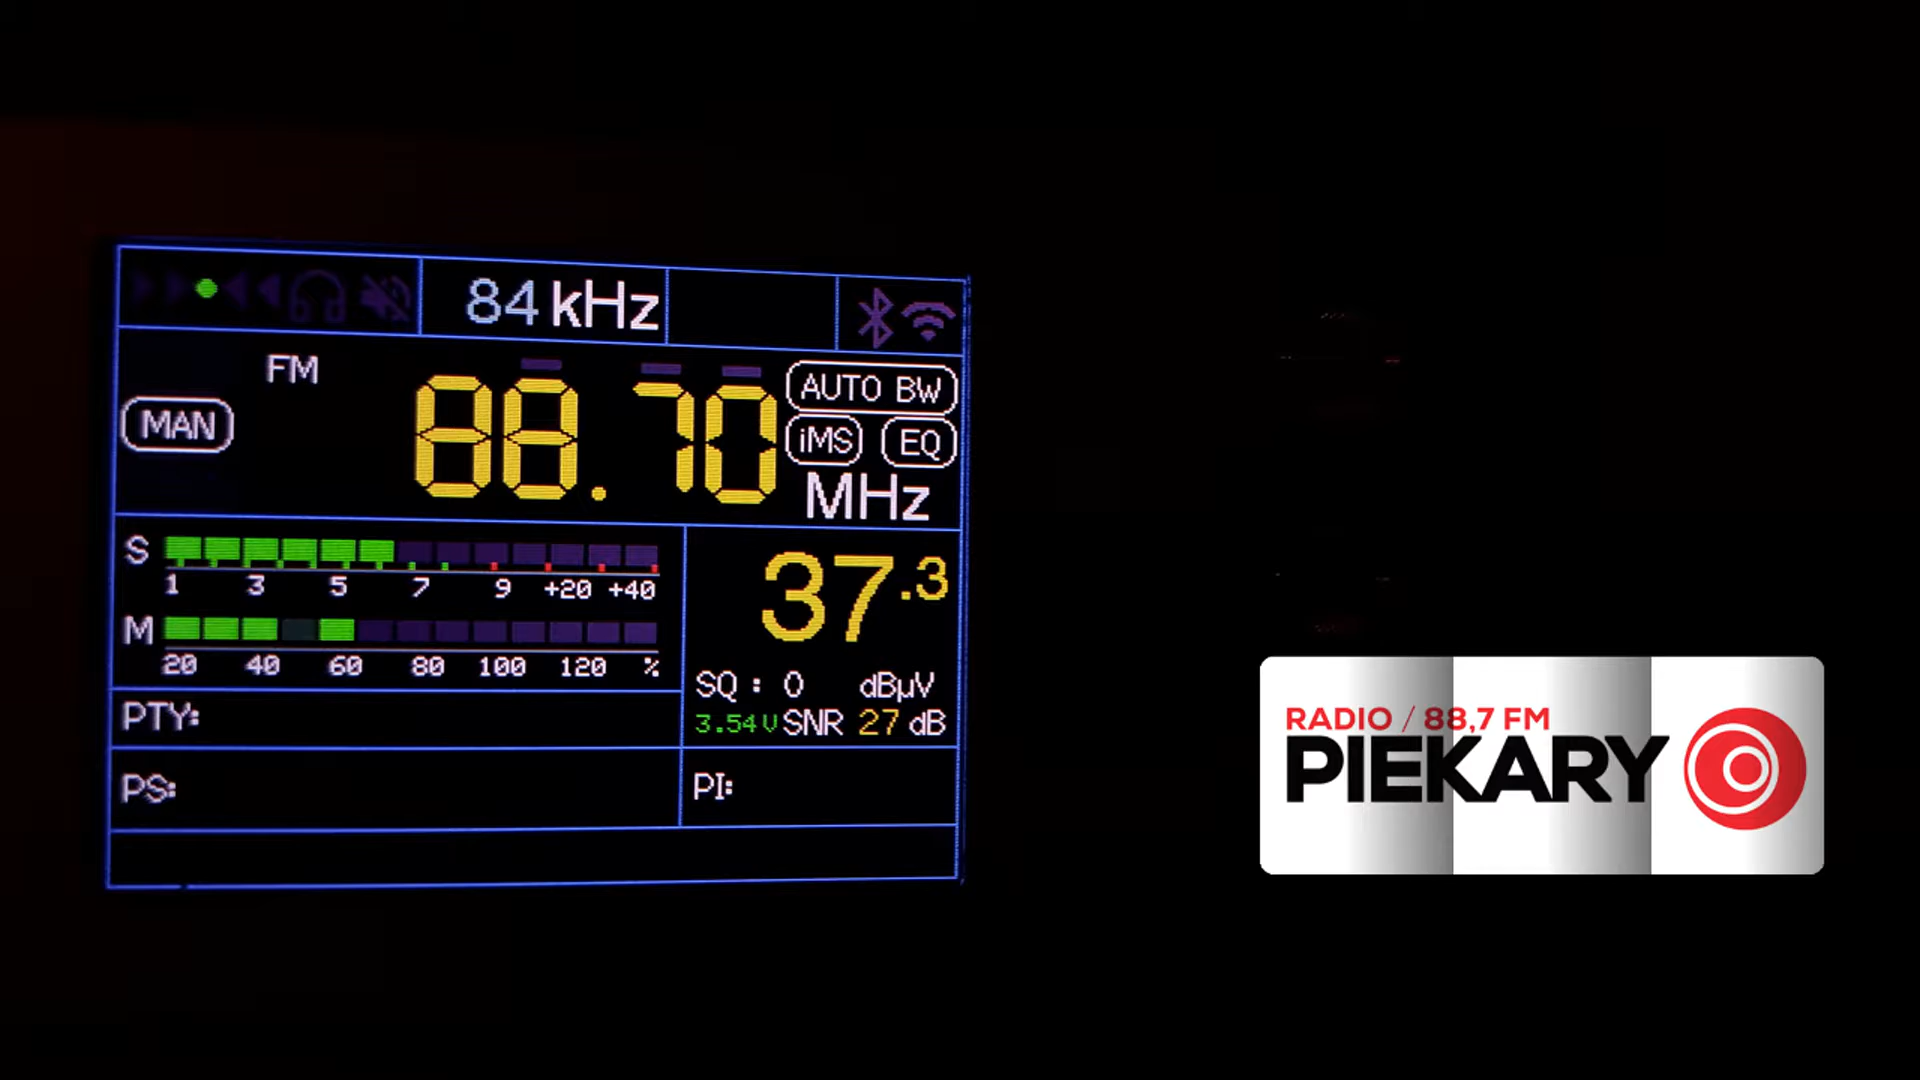 84 kHz
FM
MAN
88.70
AUTO BW
iMS EQ
MHz
S
1 3 5 7 9 +20 +40
M
20 40 60 80 100 120 %
37.3
SQ : 0 dBµV
3.54V SNR 27 dB
PTY:
PS:
PI:
RADIO / 88,7 FM
PIEKARY